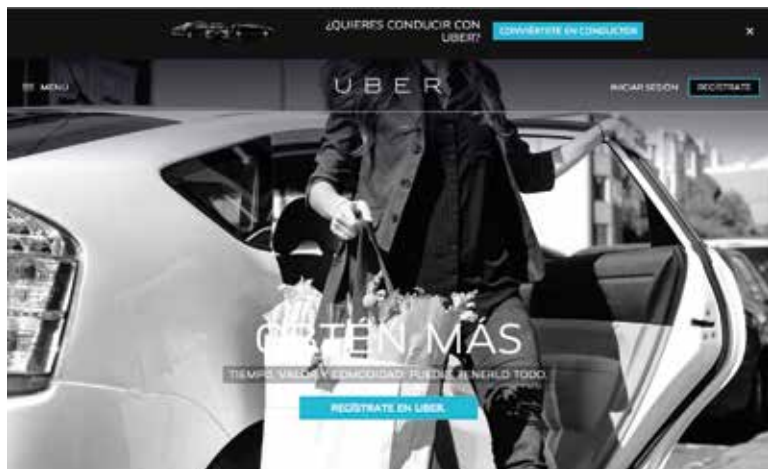 ¿QUIERES CONDUCIR CON
UBER?
CONVIÉRTETE EN CONDUCTOR
×
MENÚ
UBER
INICIAR SESIÓN
REGÍSTRATE
OBTÉN MÁS
TIEMPO, VALOR Y COMODIDAD: PUEDES TENERLO TODO.
REGÍSTRATE EN UBER.